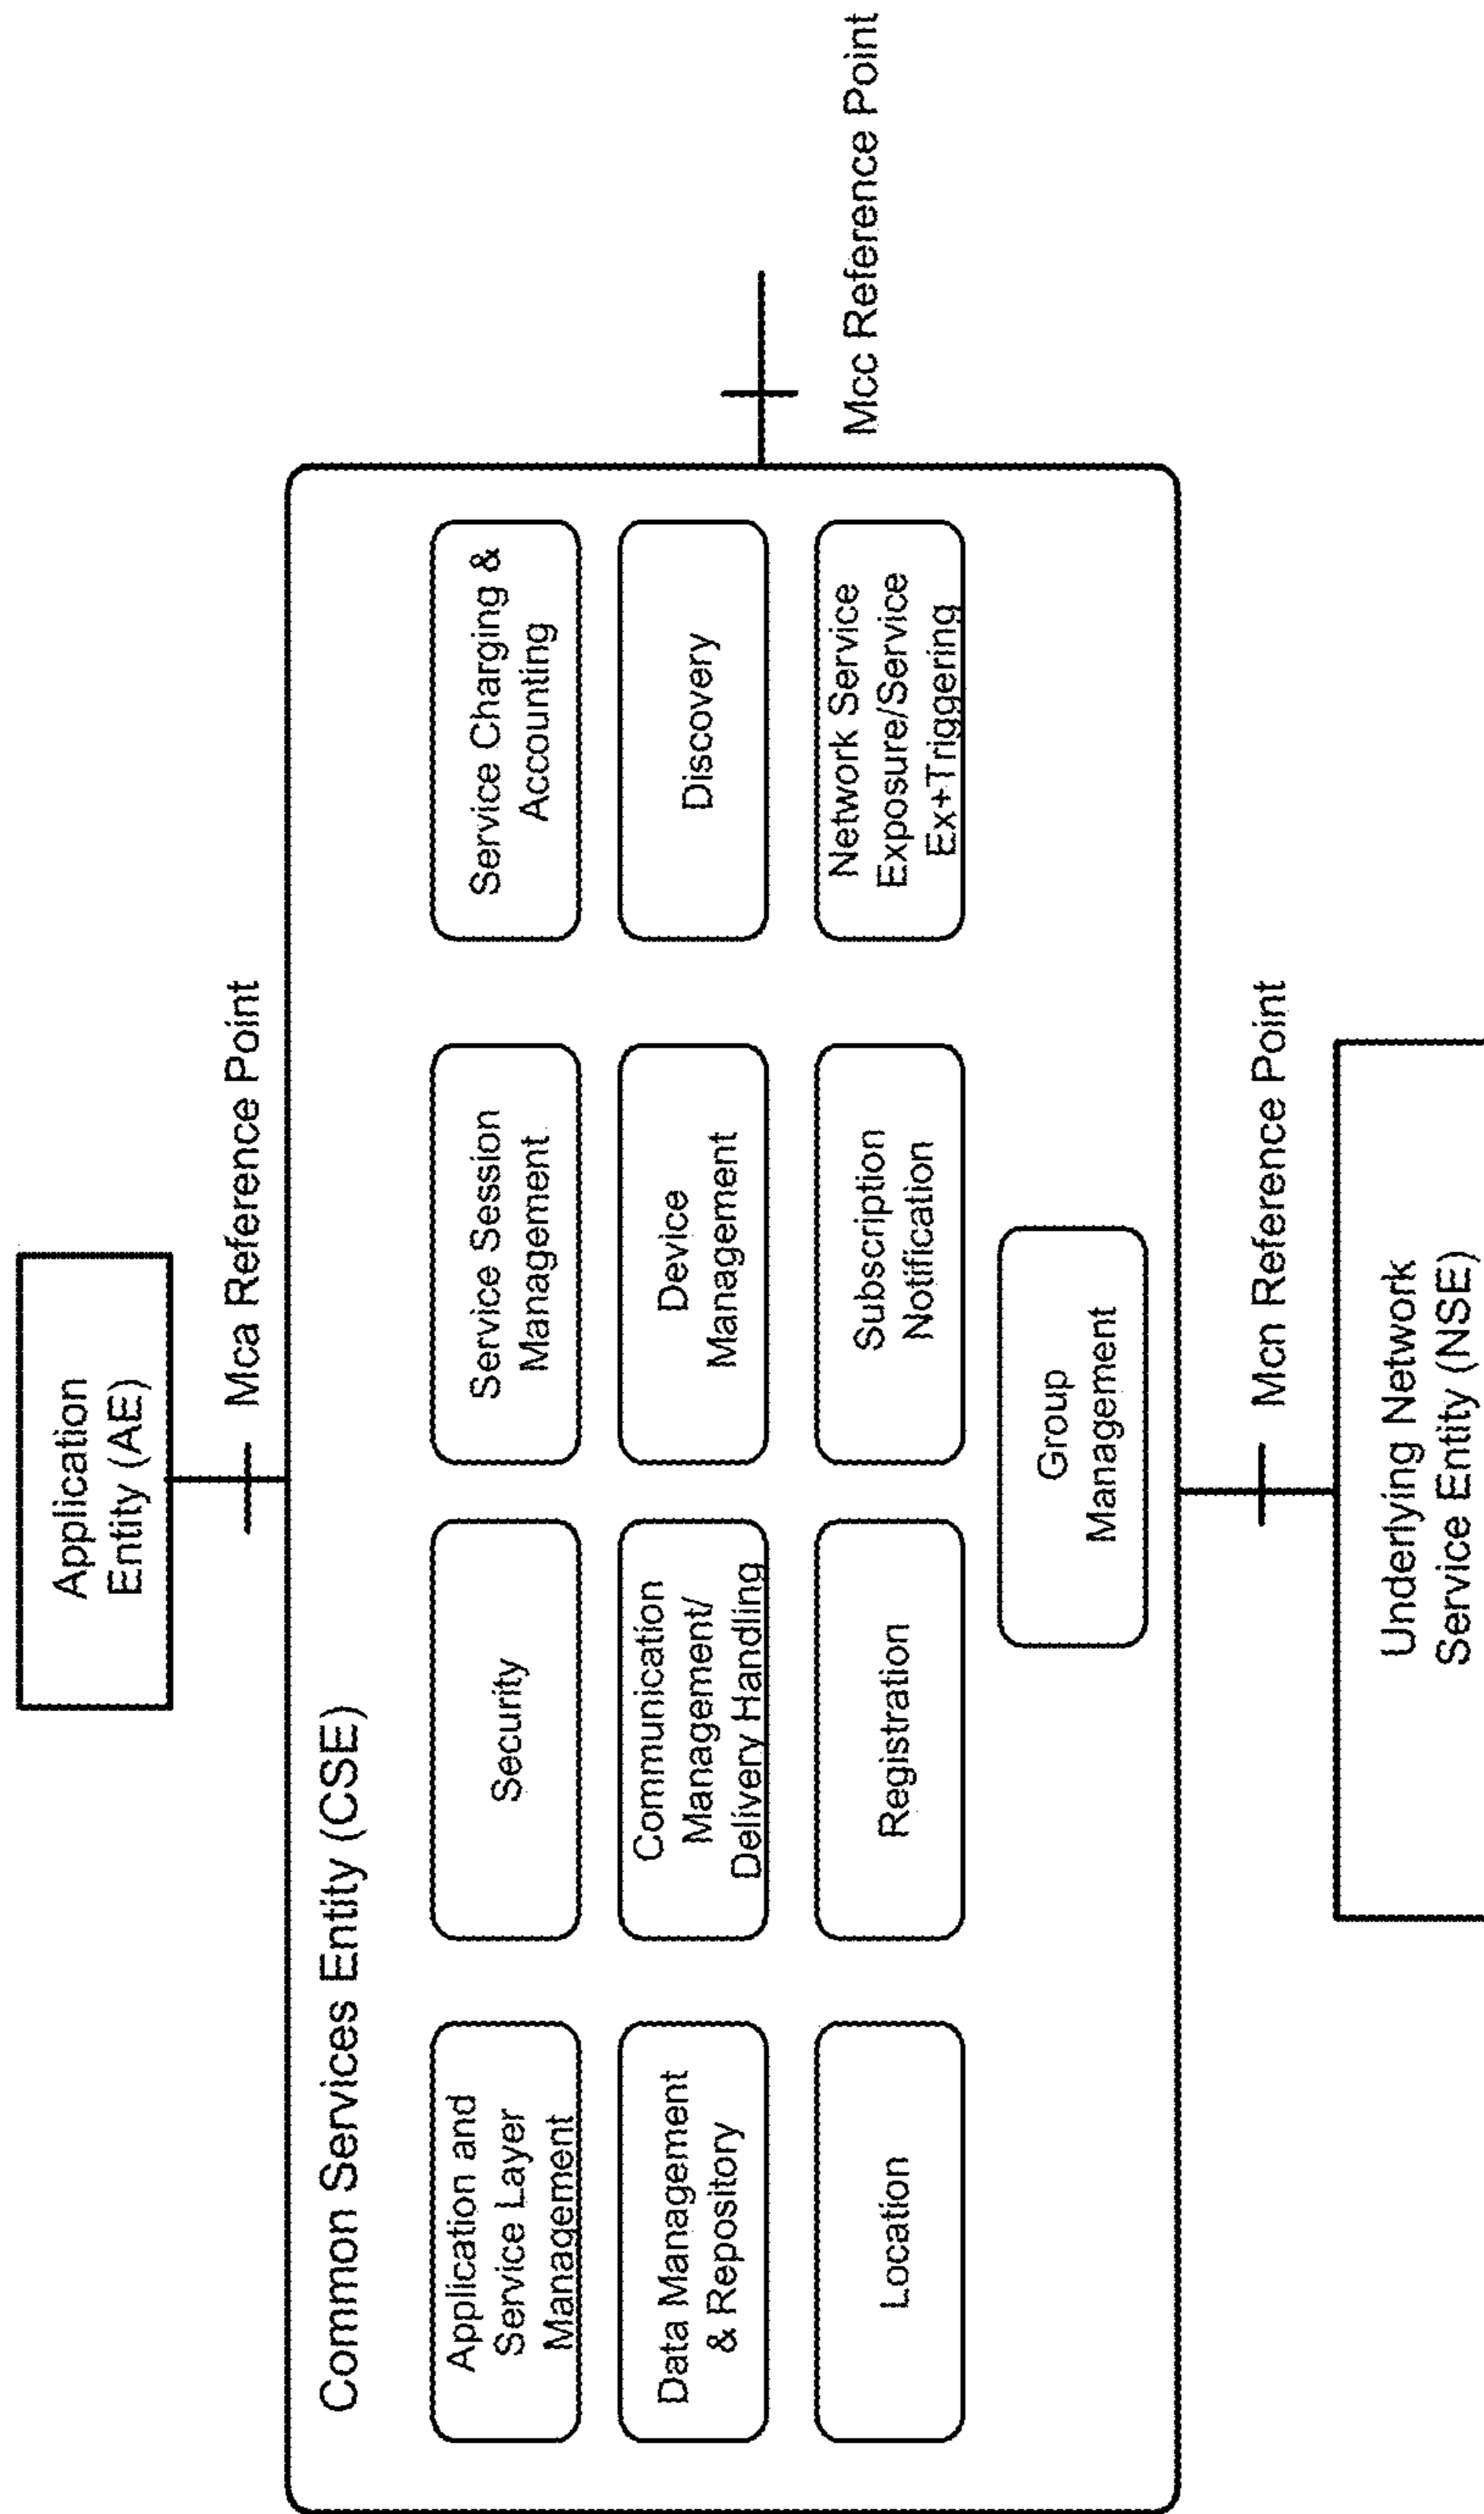 Application
Entity (AE)
Mca Reference Point
Common Services Entity (CSE)
Application and
Service Layer
Management
Security
Service Session
Management
Service Charging &
Accounting
Data Management
& Repository
Communication
Management/
Delivery Handling
Device
Management
Discovery
Location
Registration
Subscription
Notification
Network Service
Exposure/Service
Ex+Triggering
Group
Management
Mcc Reference Point
Mcn Reference Point
Underlying Network
Service Entity (NSE)